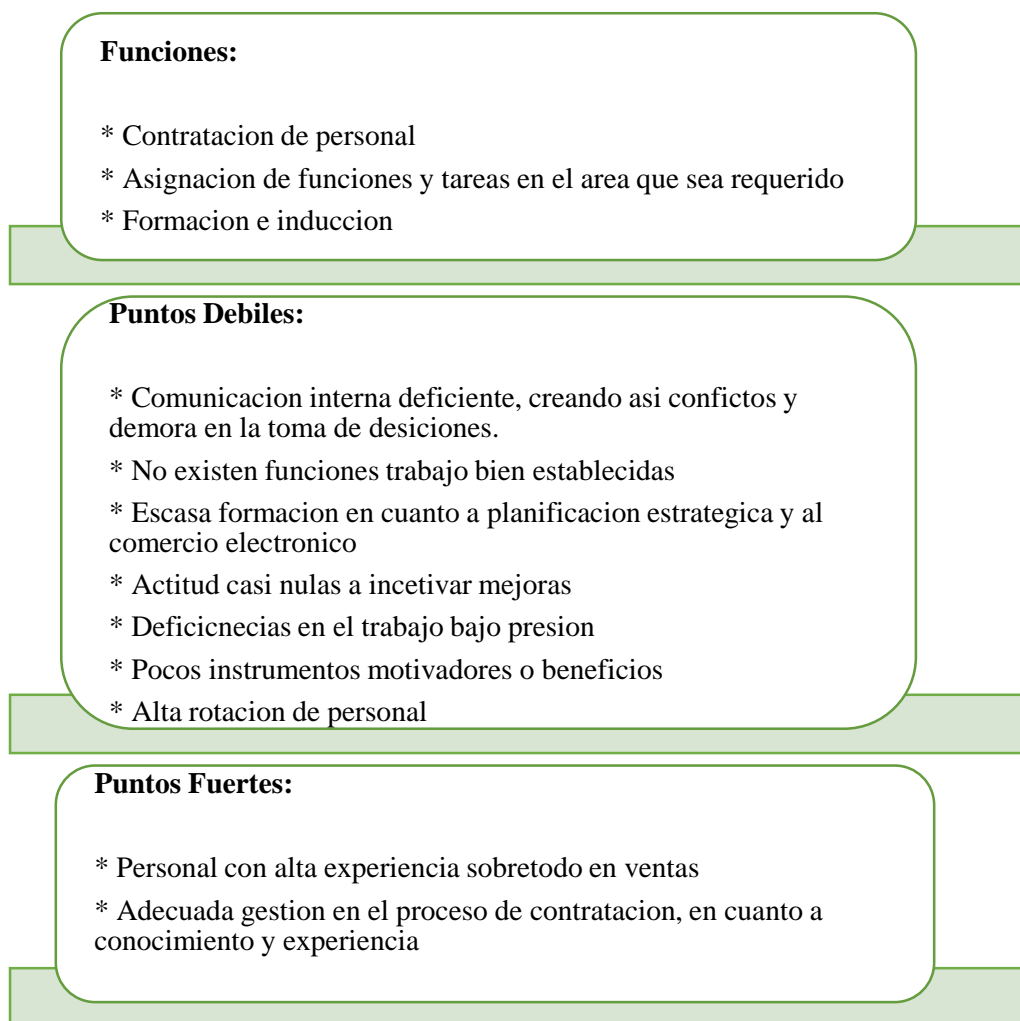 Funciones:
* Contratacion de personal
* Asignacion de funciones y tareas en el area que sea requerido
* Formacion e induccion
Puntos Debiles:
* Comunicacion interna deficiente, creando asi confictos y
demora en la toma de desiciones.
* No existen funciones trabajo bien establecidas
* Escasa formacion en cuanto a planificacion estrategica y al
comercio electronico
* Actitud casi nulas a incetivar mejoras
* Deficicnecias en el trabajo bajo presion
* Pocos instrumentos motivadores o beneficios
* Alta rotacion de personal
Puntos Fuertes:
* Personal con alta experiencia sobretodo en ventas
* Adecuada gestion en el proceso de contratacion, en cuanto a
conocimiento y experiencia